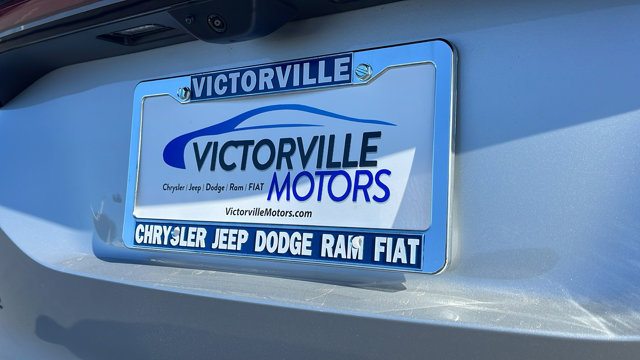 VICTORVILLE
VICTORVILLE
Chrysler | Jeep | Dodge | Ram | FIAT MOTORS
VictorvilleMotors.com
CHRYSLER JEEP DODGE RAM FIAT